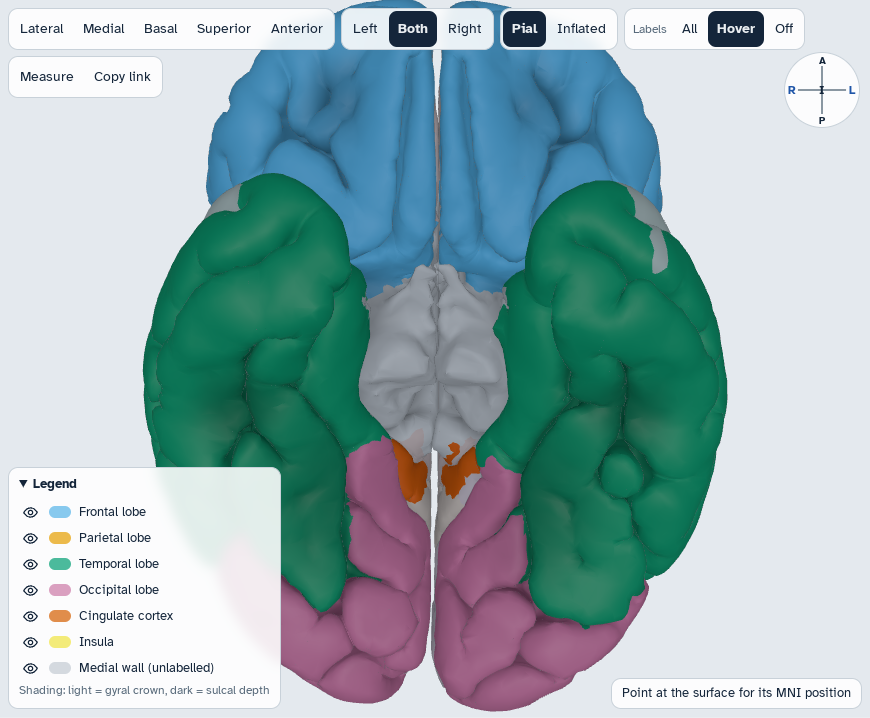 Lateral Medial Basal Superior Anterior Left Both Right Pial Inflated Labels All Hover Off
Measure Copy link
A
R I L
P
▼ Legend
Frontal lobe
Parietal lobe
Temporal lobe
Occipital lobe
Cingulate cortex
Insula
Medial wall (unlabelled)
Shading: light = gyral crown, dark = sulcal depth
Point at the surface for its MNI position